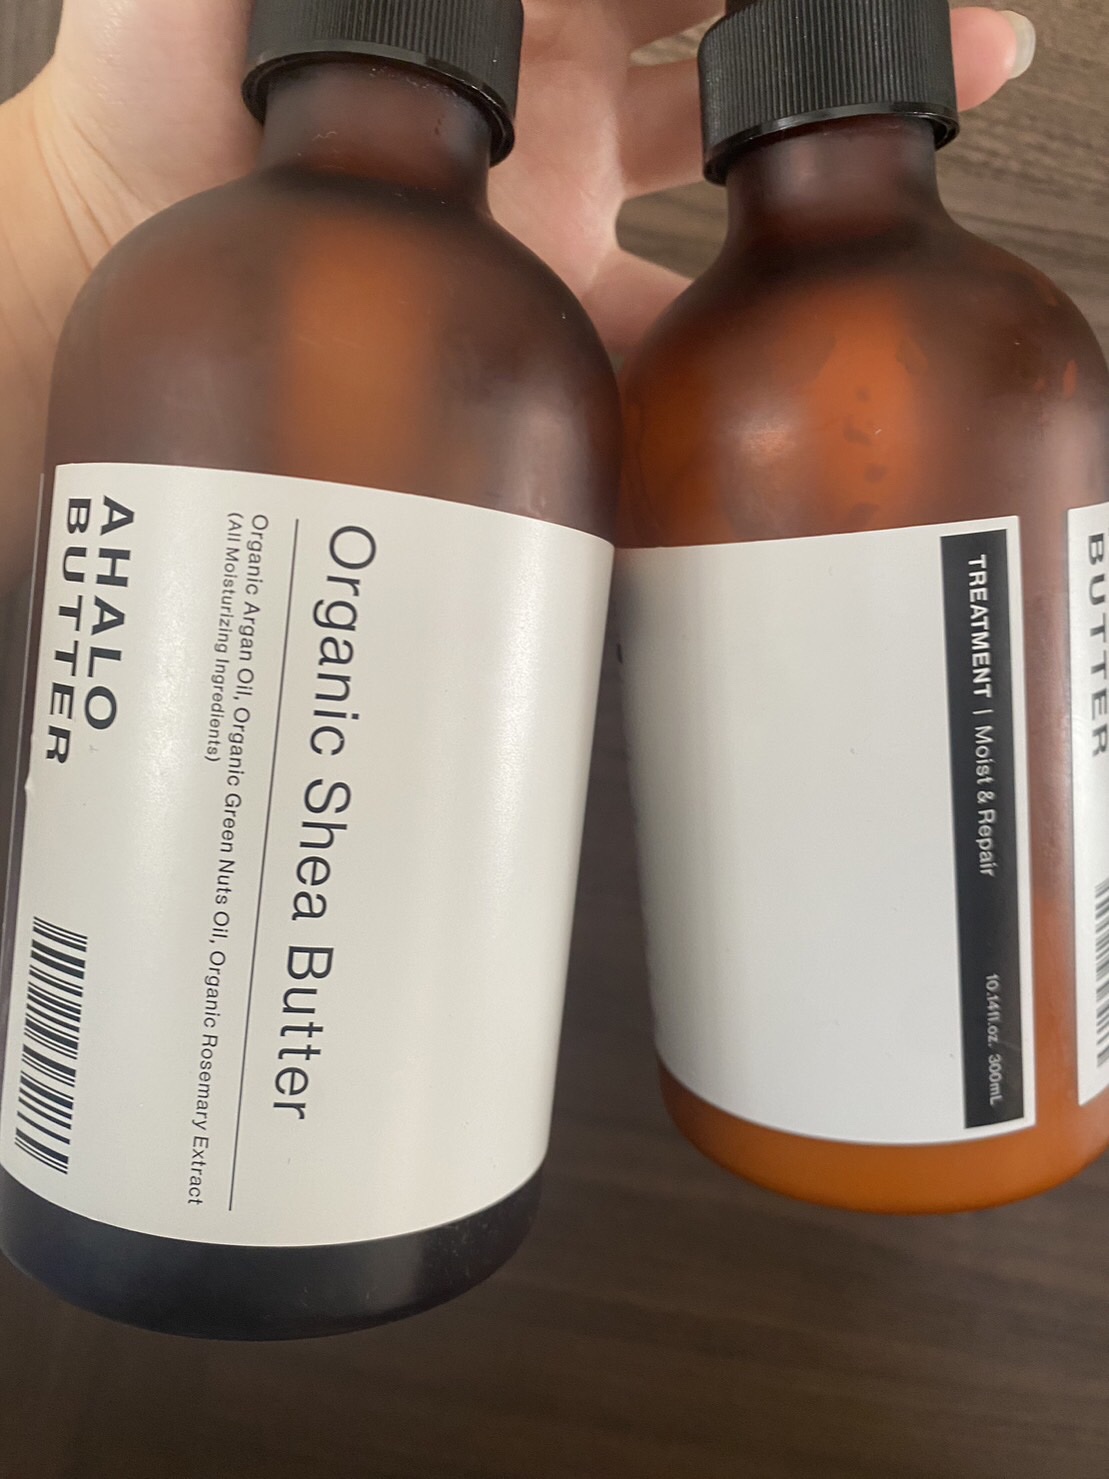 AHALO
BUTTER
Organic Shea Butter
Organic Argan Oil, Organic Green Nuts Oil, Organic Rosemary Extract
(All Moisturizing Ingredients)
TREATMENT | Moist & Repair 10.14fl.oz. 300mL
BUTTER